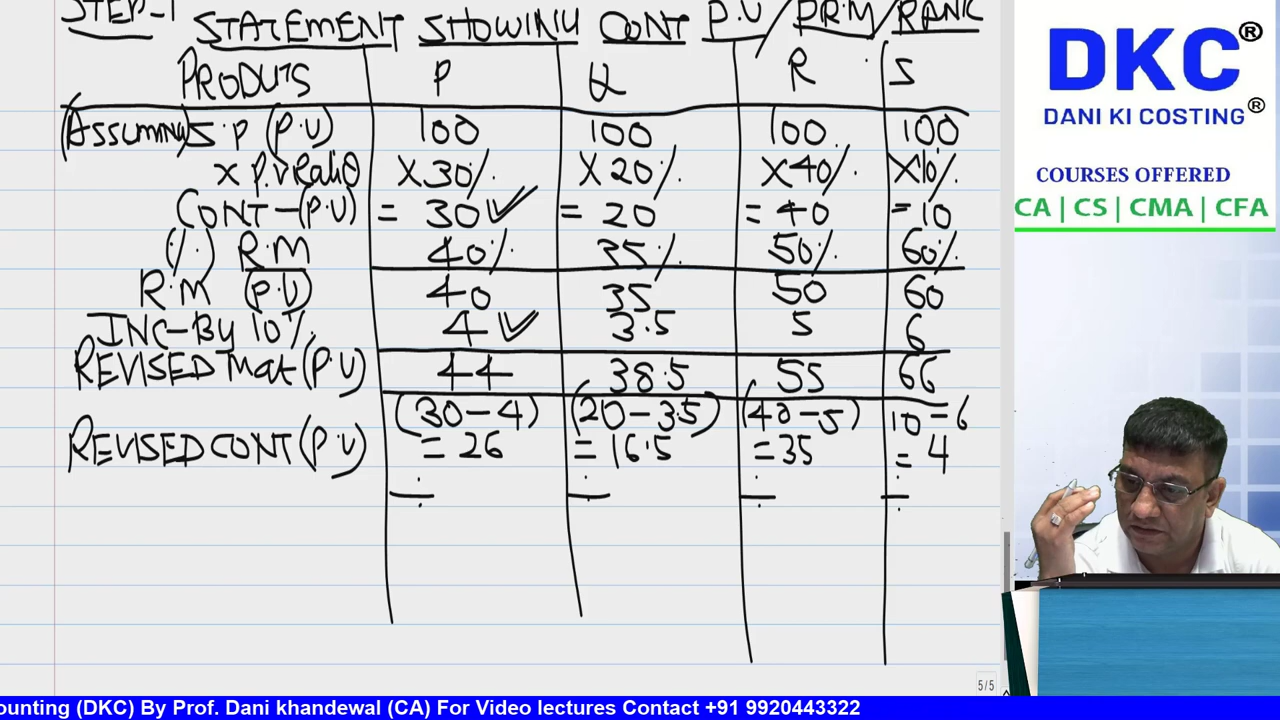 STEP-1
STATEMENT SHOWING CONT P.U/PR.M/RANK
PRODUTS P Q R S
(Assuming) S.P (P.U) 100 100 100 100
X P.V Ratio X30% X20% X40% X10%
CONT-(P.U) = 30 = 20 = 40 = 10
(%) R.M 40% 35% 50% 60%
R.M (P.U) 40 35 50 60
INC-By 10% 4 3.5 5 6
REVISED Mat (P.U) 44 38.5 55 66
(30-4) (20-3.5) (40-5) 10-6
REVISED CONT (P.U) = 26 = 16.5 = 35 = 4
÷ ÷ ÷ ÷
5/5
DKC®
DANI KI COSTING®
COURSES OFFERED
CA | CS | CMA | CFA
ounting (DKC) By Prof. Dani khandewal (CA) For Video lectures Contact +91 9920443322